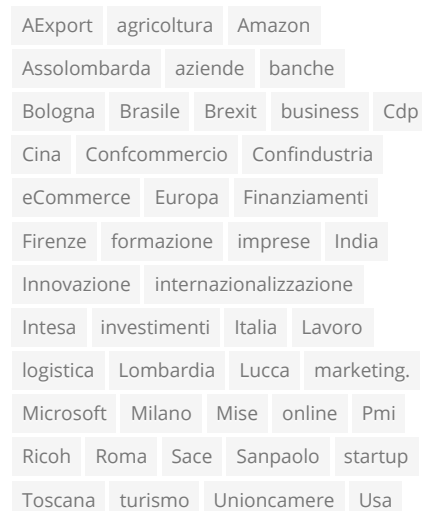 AExport agricoltura Amazon
Assolombarda aziende banche
Bologna Brasile Brexit business Cdp
Cina Confcommercio Confindustria
eCommerce Europa Finanziamenti
Firenze formazione imprese India
Innovazione internazionalizzazione
Intesa investimenti Italia Lavoro
logistica Lombardia Lucca marketing.
Microsoft Milano Mise online Pmi
Ricoh Roma Sace Sanpaolo startup
Toscana turismo Unioncamere Usa